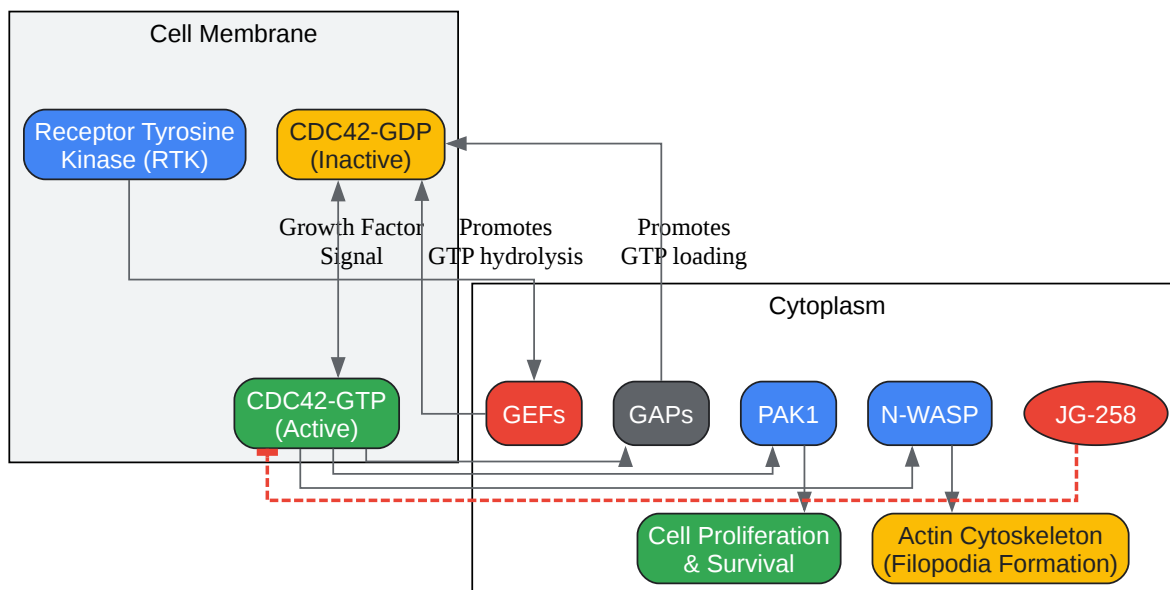 Cell Membrane
Receptor Tyrosine
Kinase (RTK)
CDC42-GDP
(Inactive)
Growth Factor
Signal
Promotes
GTP hydrolysis
Promotes
GTP loading
Cytoplasm
CDC42-GTP
(Active)
GEFs
GAPs
PAK1
N-WASP
JG-258
Cell Proliferation
& Survival
Actin Cytoskeleton
(Filopodia Formation)